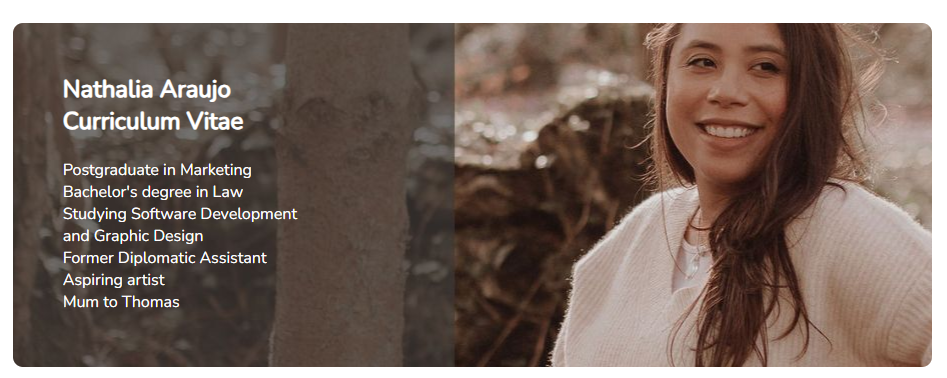 Nathalia Araujo
Curriculum Vitae
Postgraduate in Marketing
Bachelor's degree in Law
Studying Software Development
and Graphic Design
Former Diplomatic Assistant
Aspiring artist
Mum to Thomas